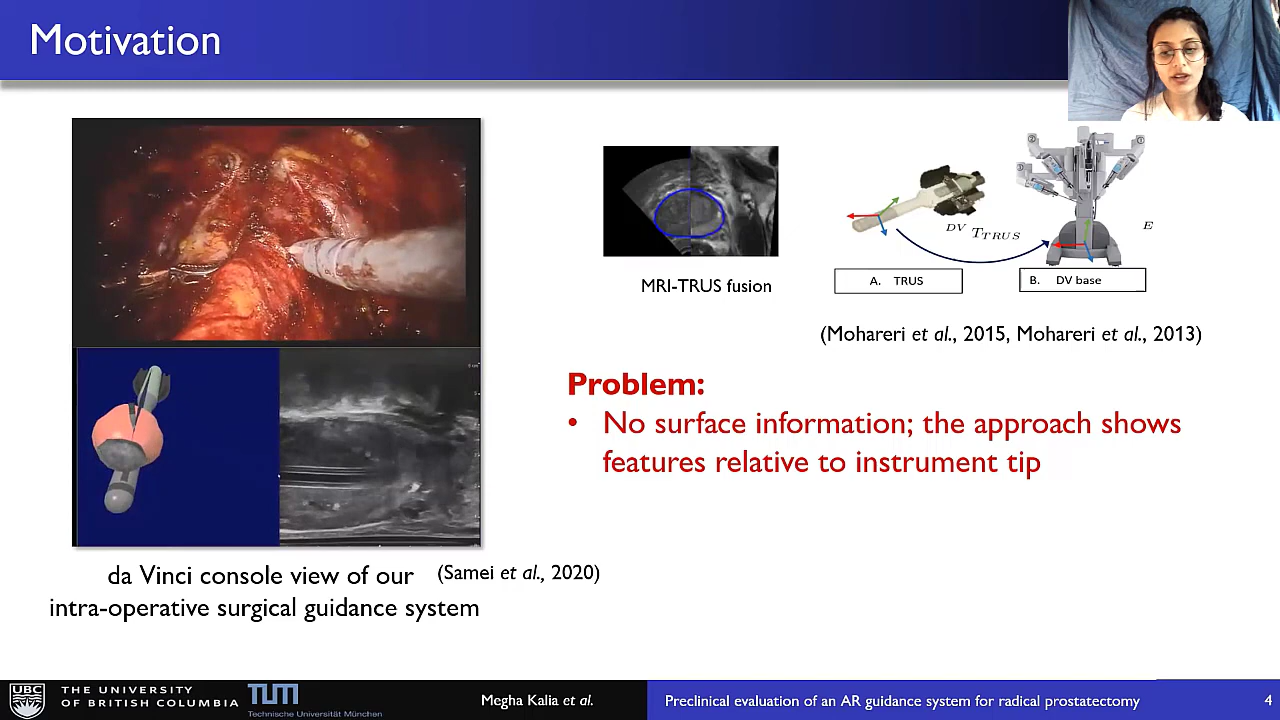 Motivation
MRI-TRUS fusion
DV T TRUS
E
A. TRUS
B. DV base
(Mohareri et al., 2015, Mohareri et al., 2013)
Problem:
• No surface information; the approach shows
features relative to instrument tip
da Vinci console view of our
(Samei et al., 2020)
intra-operative surgical guidance system
UBC
THE UNIVERSITY
OF BRITISH COLUMBIA
TUM
Technische Universität München
Megha Kalia et al.
Preclinical evaluation of an AR guidance system for radical prostatectomy
4